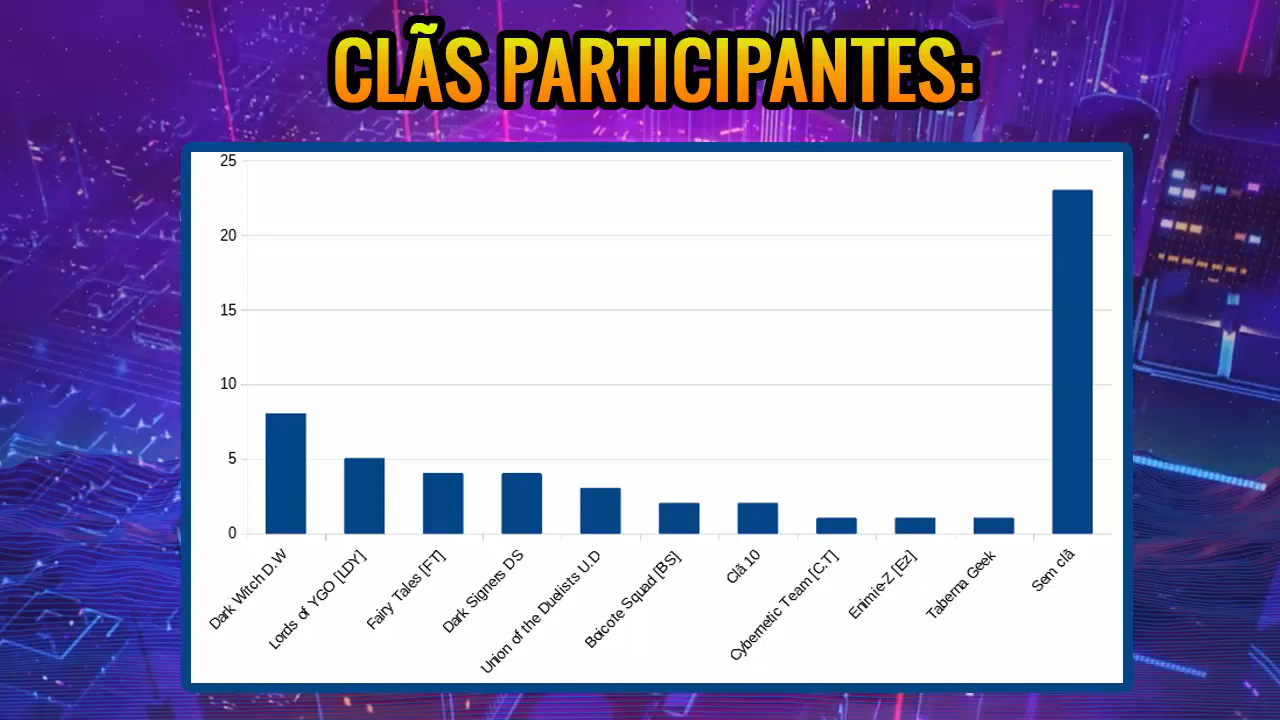 CLÃS PARTICIPANTES:
25
20
15
10
5
0
Dark Witch D.W
Lords of YGO [LDY]
Fairy Tales [FT]
Dark Signers DS
Union of the Duelists U.D
Boicote Squad [BS]
Clã 10
Cybernetic Team [C.T]
Enimie-Z [Ez]
Taberna Geek
Sem clã